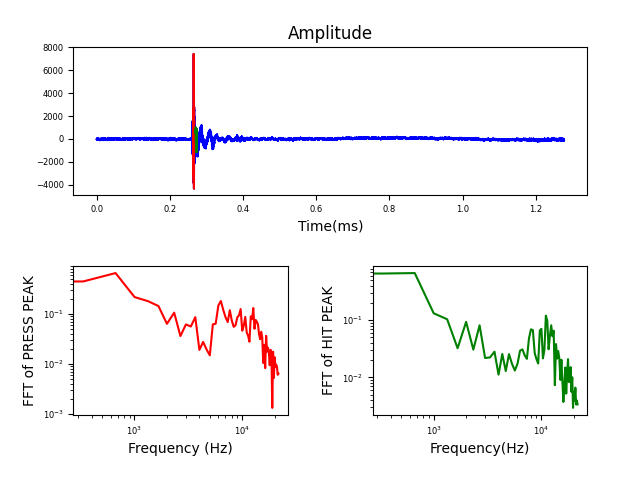 Amplitude
8000
6000
4000
2000
0
−2000
−4000
0.0 0.2 0.4 0.6 0.8 1.0 1.2
Time(ms)
FFT of PRESS PEAK
10⁻¹
10⁻²
10⁻³
10³ 10⁴
Frequency (Hz)
FFT of HIT PEAK
10⁻¹
10⁻²
10³ 10⁴
Frequency(Hz)